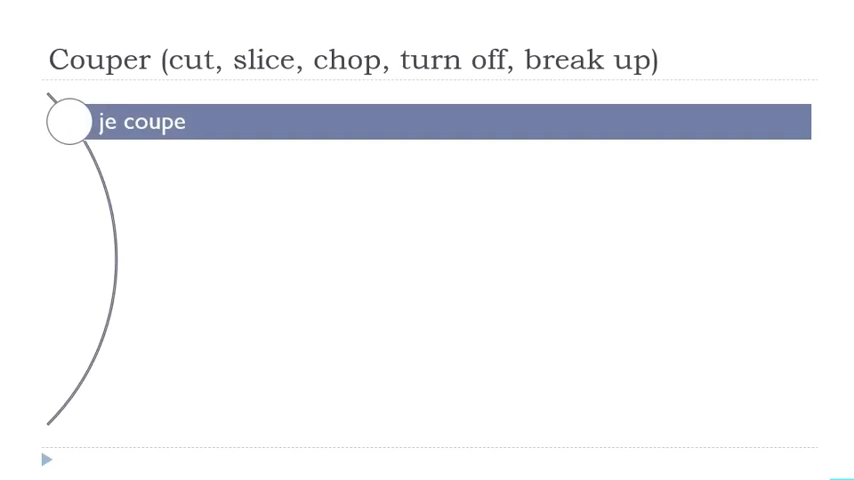 Couper (cut, slice, chop, turn off, break up)
je coupe